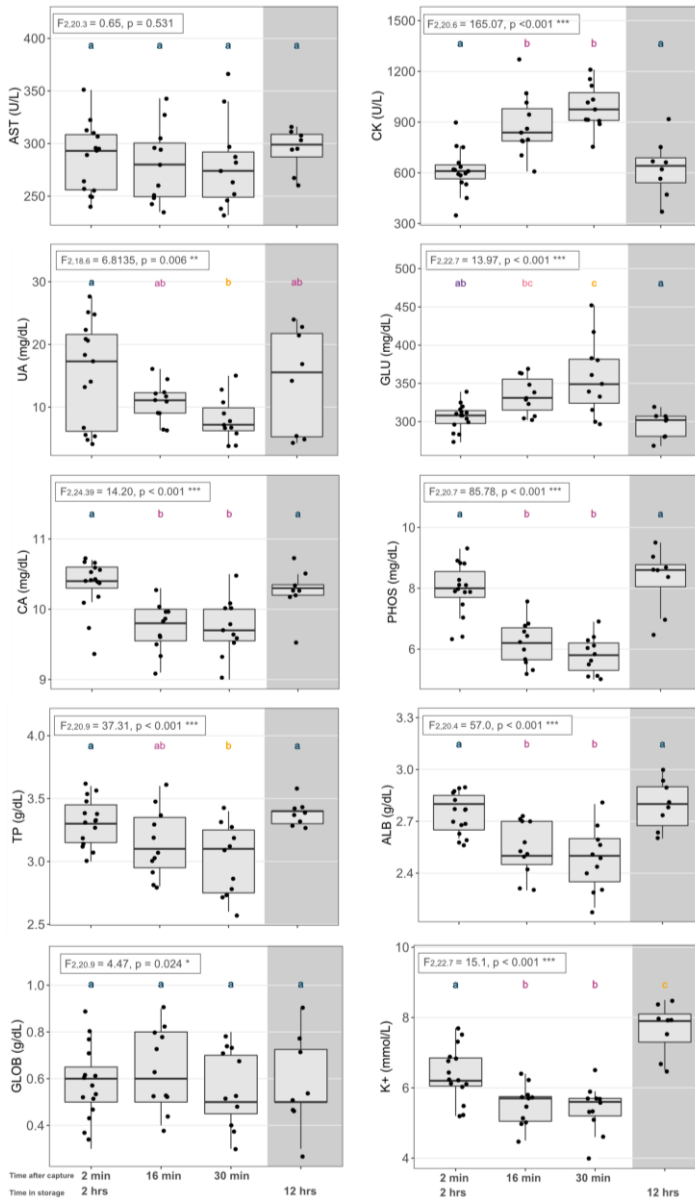 F2,20.3 = 0.65, p = 0.531
a a a a
AST (U/L)
400
350
300
250
F2,20.6 = 165.07, p <0.001 ***
a b b a
CK (U/L)
1500
1200
900
600
300
F2,18.6 = 6.8135, p = 0.006 **
a ab b ab
UA (mg/dL)
30
20
10
F2,22.7 = 13.97, p < 0.001 ***
ab bc c a
GLU (mg/dL)
500
450
400
350
300
F2,24.39 = 14.20, p < 0.001 ***
a b b a
CA (mg/dL)
11
10
9
F2,20.7 = 85.78, p < 0.001 ***
a b b a
PHOS (mg/dL)
10
8
6
F2,20.9 = 37.31, p < 0.001 ***
a ab b a
TP (g/dL)
4.0
3.5
3.0
2.5
F2,20.4 = 57.0, p < 0.001 ***
a b b a
ALB (g/dL)
3.3
3.0
2.7
2.4
F2,20.9 = 4.47, p = 0.024 *
a a a a
GLOB (g/dL)
1.0
0.8
0.6
0.4
F2,22.7 = 15.1, p < 0.001 ***
a b b c
K+ (mmol/L)
10
8
6
4
Time after capture 2 min 16 min 30 min
Time in storage 2 hrs 12 hrs
2 min 16 min 30 min
2 hrs 12 hrs